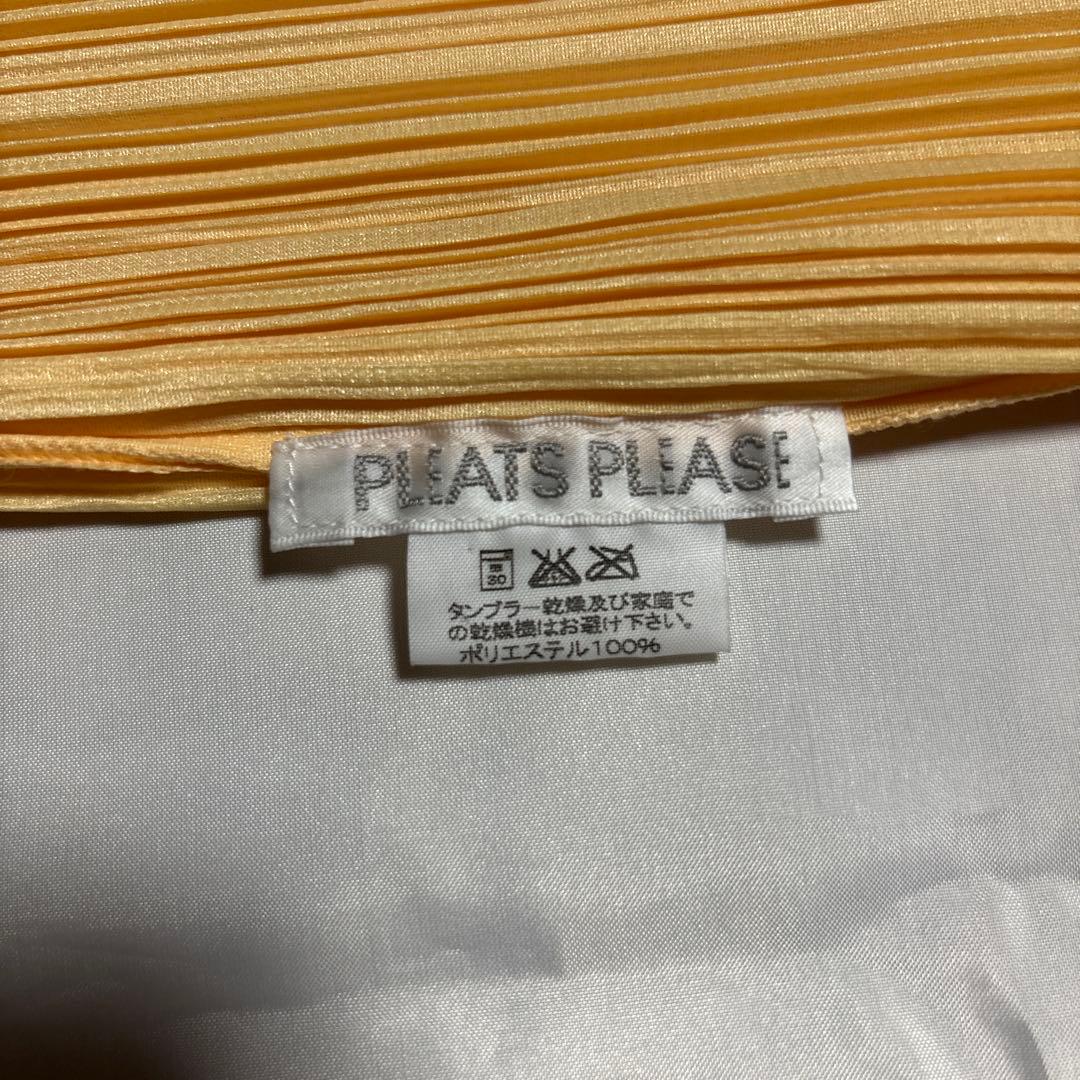 PLEATS PLEASE
30
タンブラー乾燥及び家庭で
の乾燥機はお避け下さい。
ポリエステル100%